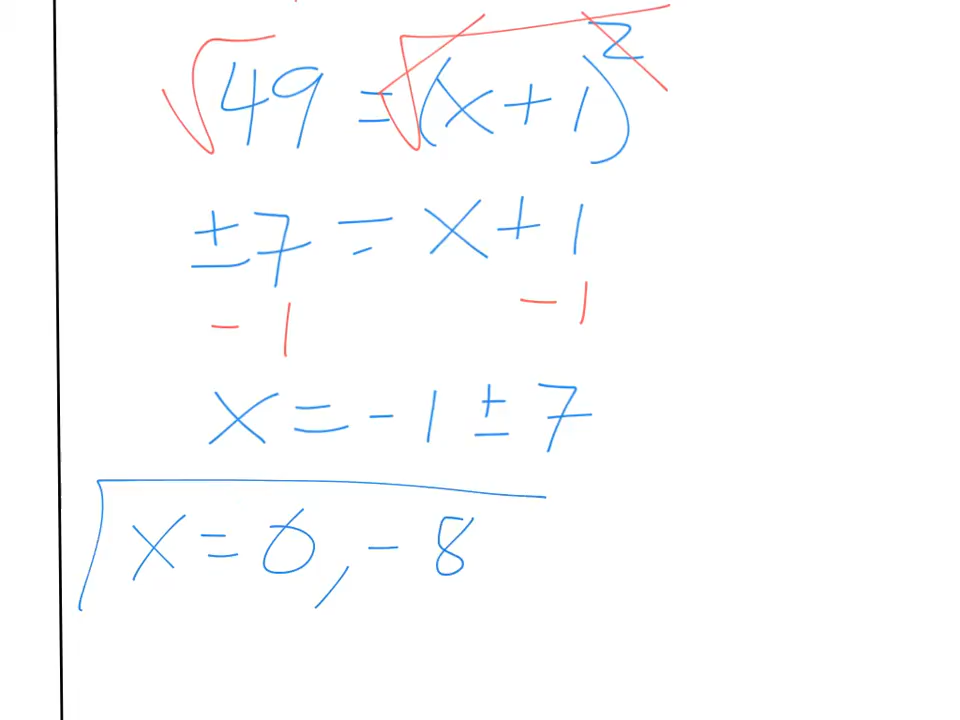 √49 = √(x+1)²
±7 = x+1
-1 -1
x = -1 ± 7
x = 6, -8